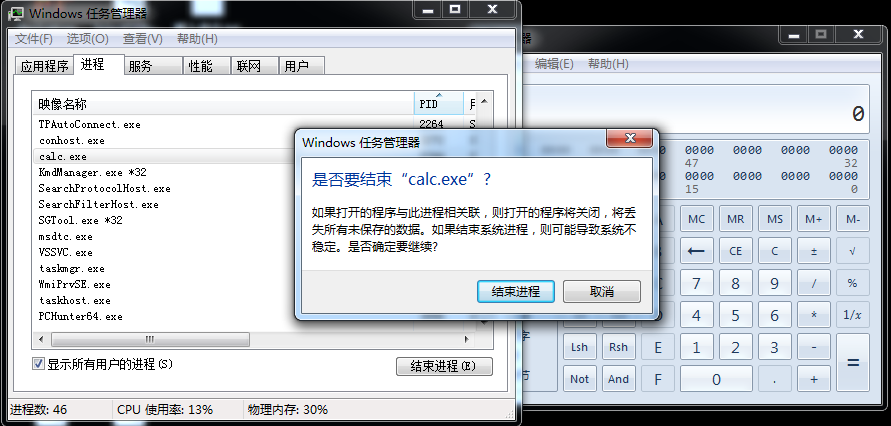 Windows 任务管理器
文件(F) 选项(O) 查看(V) 帮助(H)
应用程序 进程 服务 性能 联网 用户
映像名称 PID
TPAutoConnect.exe 2264
conhost.exe
calc.exe
KmdManager.exe *32
SearchProtocolHost.exe
SearchFilterHost.exe
SGTool.exe *32
msdtc.exe
VSSVC.exe
taskmgr.exe
WmiPrvSE.exe
taskhost.exe
PCHunter64.exe
显示所有用户的进程(S) 结束进程(E)
进程数: 46 CPU 使用率: 13% 物理内存: 30%
Windows 任务管理器
是否要结束“calc.exe”?
如果打开的程序与此进程相关联，则打开的程序将关闭，将丢
失所有未保存的数据。如果结束系统进程，则可能导致系统不
稳定。是否确定要继续?
结束进程 取消
器
编辑(E) 帮助(H)
0
0000 0000 0000 0000
47 32
0000 0000 0000 0000
15 0
MC MR MS M+ M-
← CE C ± √
7 8 9 / %
4 5 6 * 1/x
字 Lsh Rsh E 1 2 3 - =
节 Not And F 0 . +